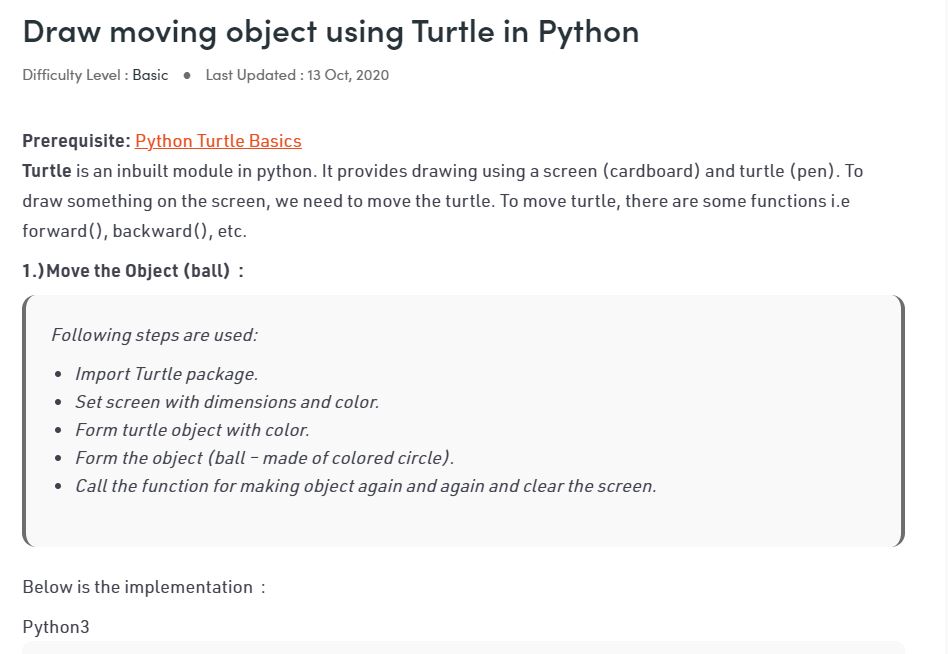 Draw moving object using Turtle in Python
Difficulty Level : Basic ● Last Updated : 13 Oct, 2020
Prerequisite: Python Turtle Basics
Turtle is an inbuilt module in python. It provides drawing using a screen (cardboard) and turtle (pen). To
draw something on the screen, we need to move the turtle. To move turtle, there are some functions i.e
forward(), backward(), etc.
1.)Move the Object (ball) :
Following steps are used:
• Import Turtle package.
• Set screen with dimensions and color.
• Form turtle object with color.
• Form the object (ball – made of colored circle).
• Call the function for making object again and again and clear the screen.
Below is the implementation :
Python3